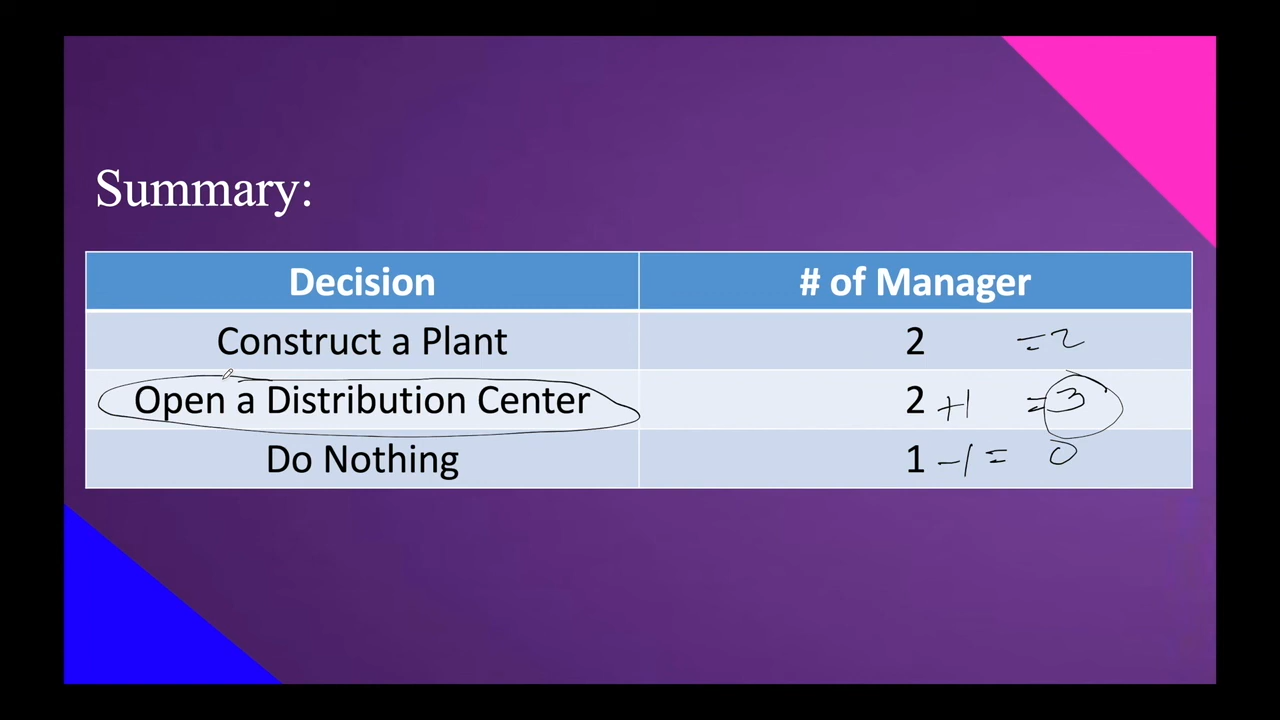 Summary:
Decision # of Manager
Construct a Plant 2 =2
Open a Distribution Center 2 +1 =3
Do Nothing 1 -1 = 0